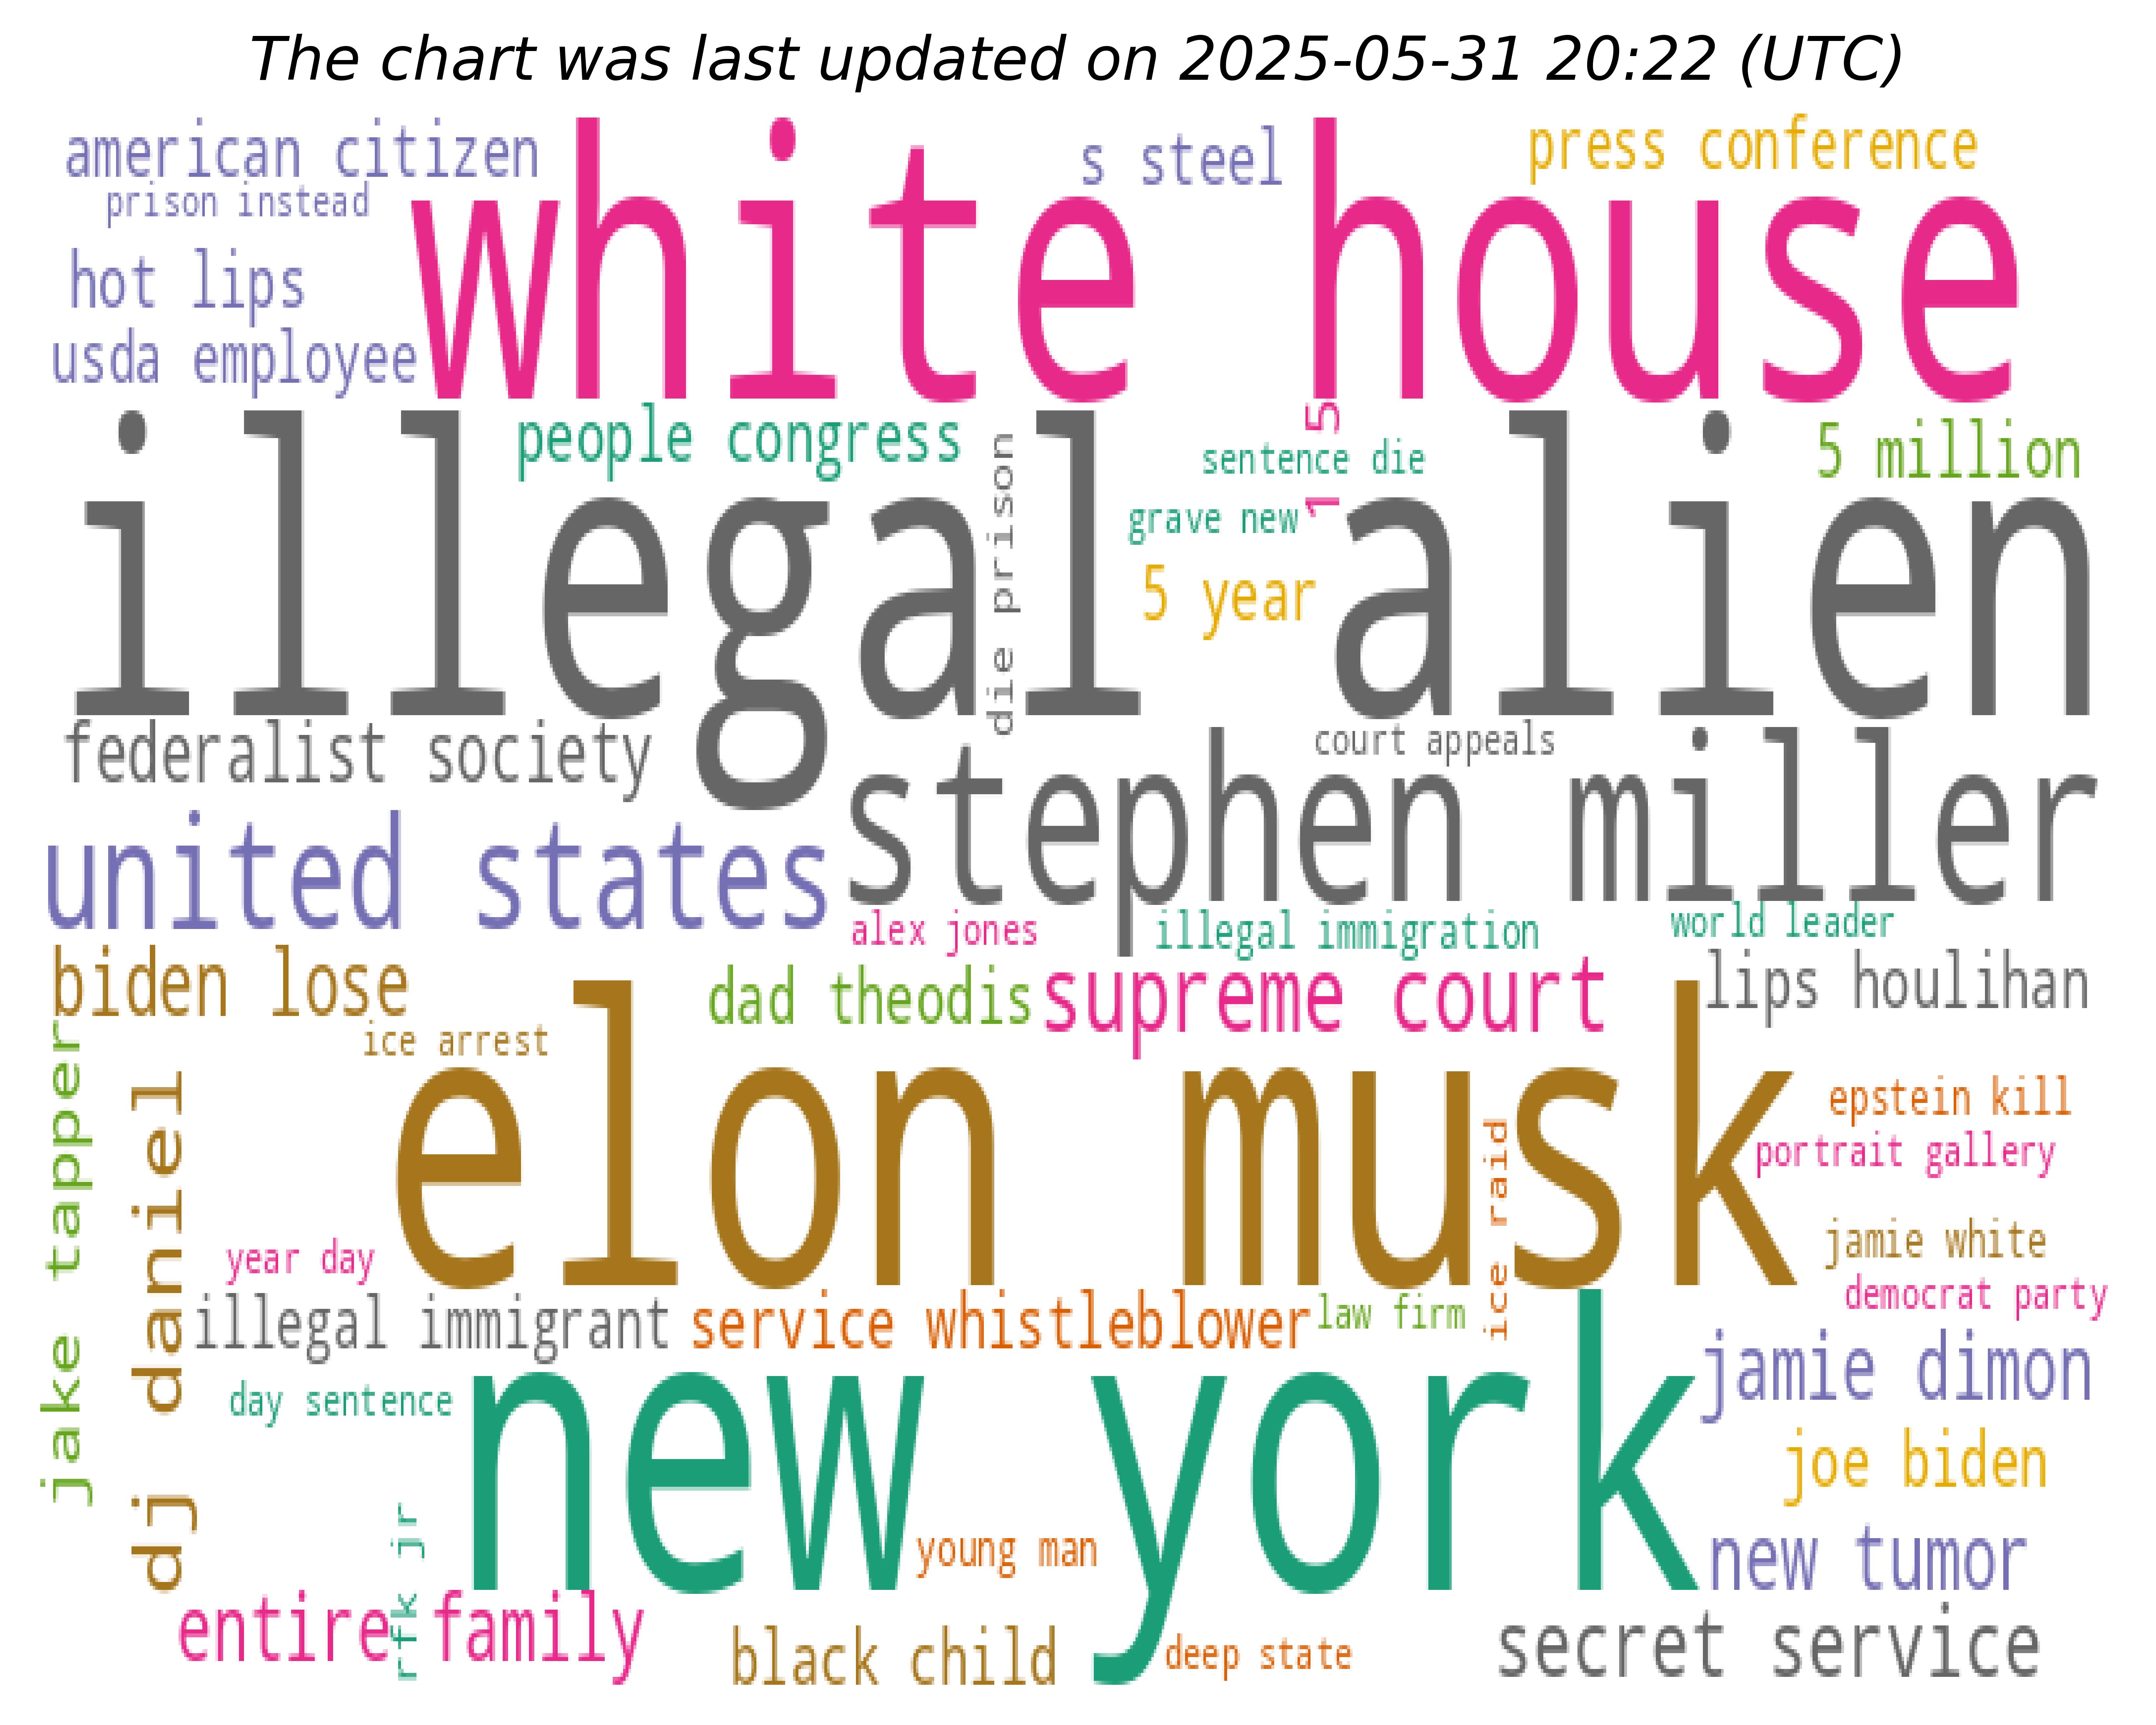 The chart was last updated on 2025-05-31 20:22 (UTC)
american citizen
prison instead
white house
s steel
press conference
hot lips
usda employee
illegal alien
people congress
die prison
1 5
sentence die
5 million
grave new
5 year
federalist society
court appeals
stephen miller
united states
alex jones
illegal immigration
world leader
biden lose
dad theodis
supreme court
lips houlihan
ice arrest
elon musk
jake tapper
dj daniel
epstein kill
portrait gallery
ice raid
year day
jamie white
democrat party
illegal immigrant
service whistleblower
law firm
jamie dimon
day sentence
new york
joe biden
rfk jr
young man
new tumor
entire family
black child
deep state
secret service